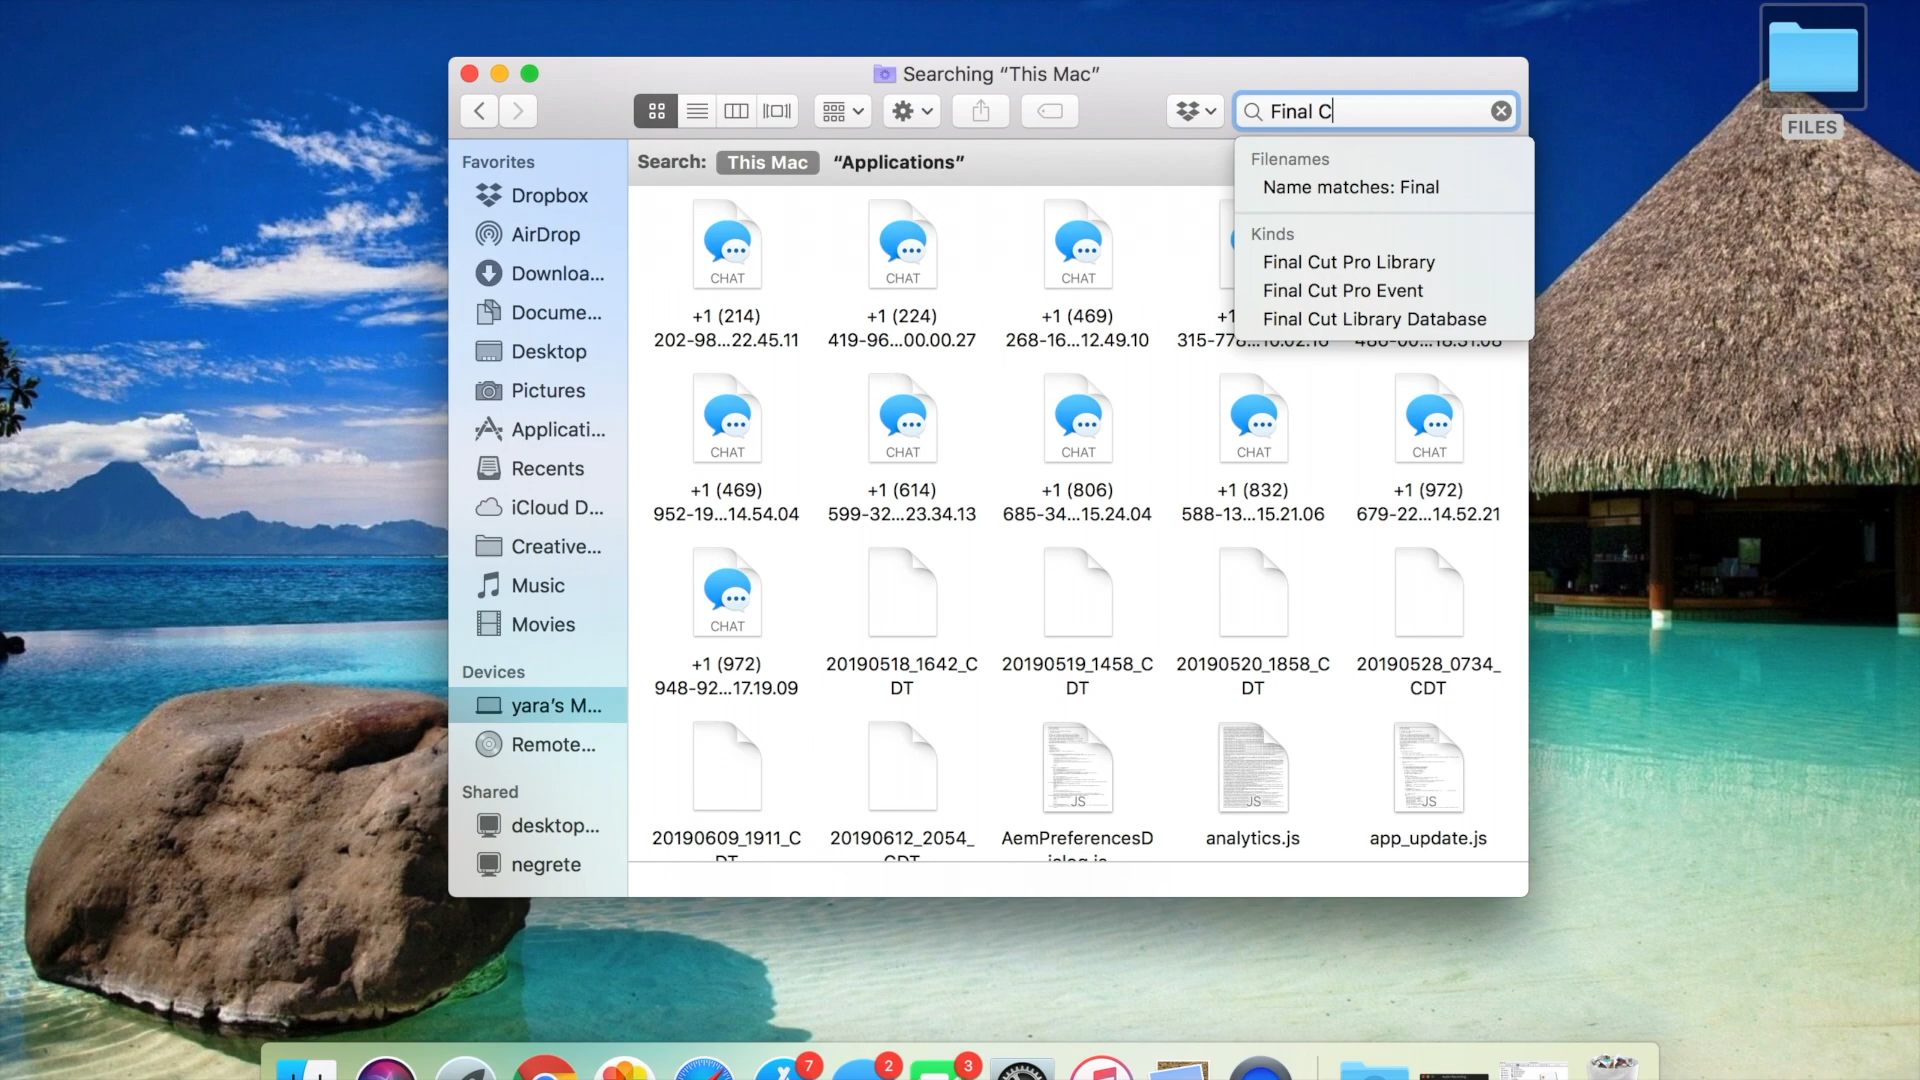 Searching “This Mac”
Final C
FILES
Search: This Mac “Applications”
Filenames
Name matches: Final
Kinds
Final Cut Pro Library
Final Cut Pro Event
Final Cut Library Database
Favorites
Dropbox
AirDrop
Downloa...
Docume...
Desktop
Pictures
Applicati...
Recents
iCloud D...
Creative...
Music
Movies
Devices
yara’s M...
Remote...
Shared
desktop...
negrete
CHAT CHAT CHAT
+1 (214) +1 (224) +1 (469) +1
202-98...22.45.11 419-96...00.00.27 268-16...12.49.10
CHAT CHAT CHAT CHAT CHAT
+1 (469) +1 (614) +1 (806) +1 (832) +1 (972)
952-19...14.54.04 599-32...23.34.13 685-34...15.24.04 588-13...15.21.06 679-22...14.52.21
CHAT
+1 (972) 20190518_1642_C 20190519_1458_C 20190520_1858_C 20190528_0734_
948-92...17.19.09 DT DT DT CDT
JS JS JS
20190609_1911_C 20190612_2054_ AemPreferencesD analytics.js app_update.js
DT CDT ialog.js
7 2 3